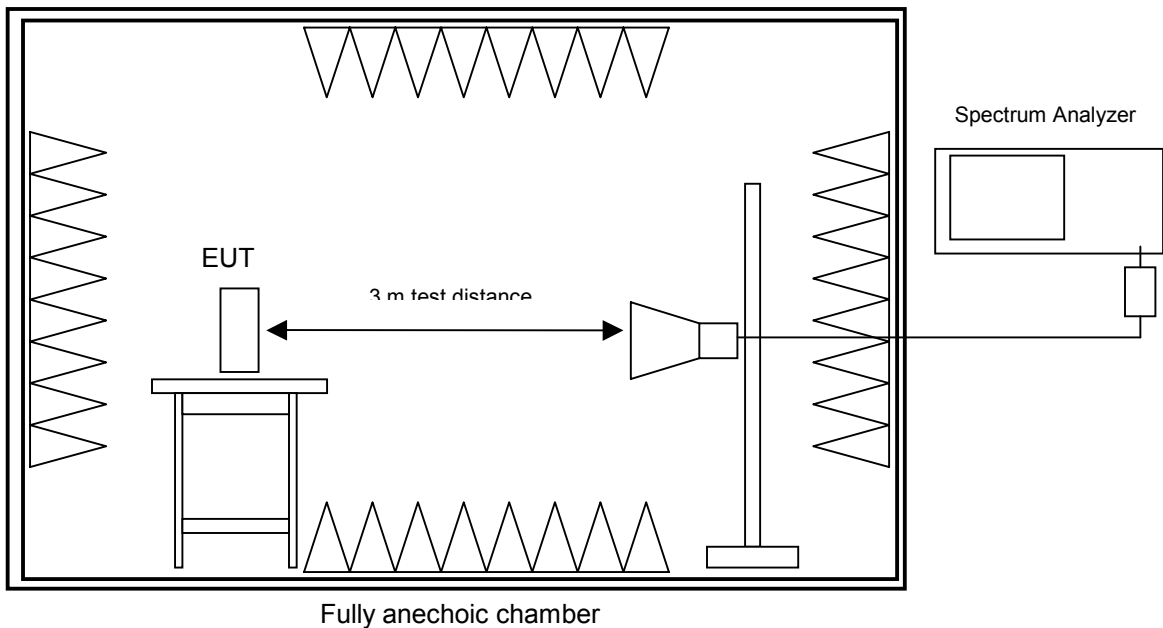 Spectrum Analyzer
EUT
3 m test distance
Fully anechoic chamber